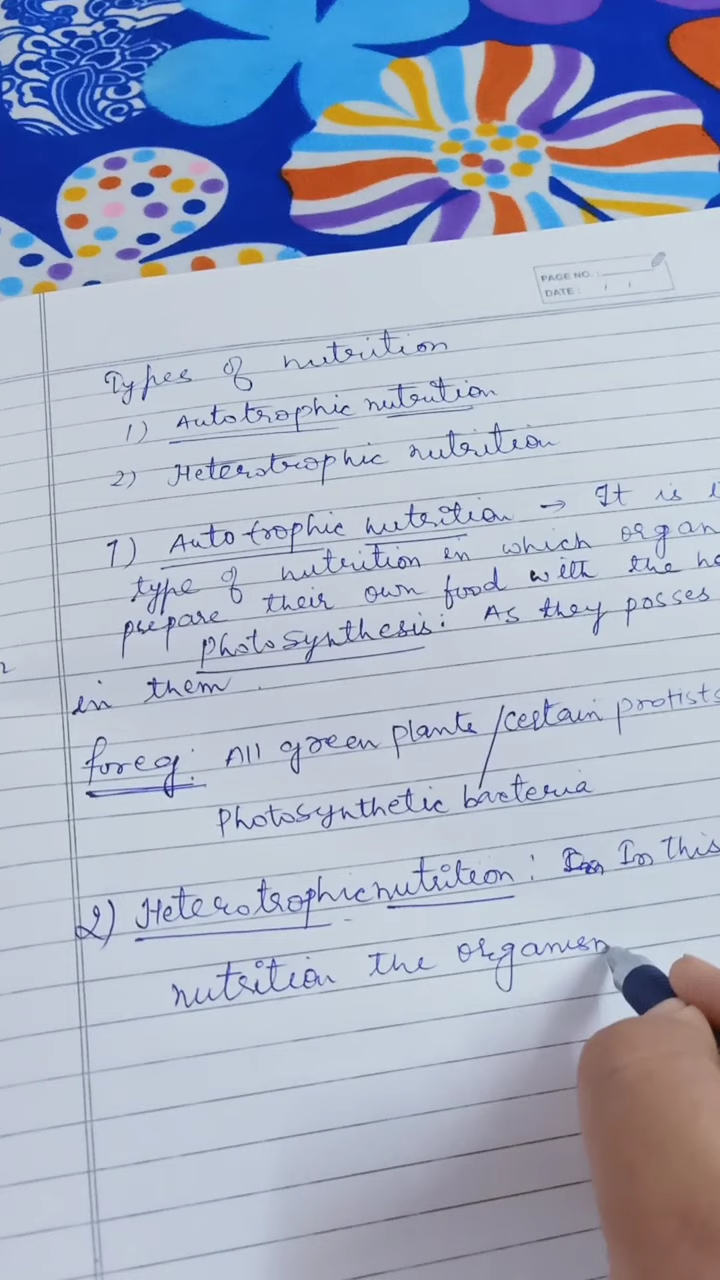 PAGE NO. :
DATE : / /
Types of nutrition
1) Autotrophic nutrition
2) Heterotrophic nutrition
1) Autotrophic nutrition → It is
type of nutrition in which organ
prepare their own food with the he
photosynthesis: As they posses
in them.
foreg: All green plants / certain protists
photosynthetic bacteria
2) Heterotrophic nutrition: In In this
nutrition the organism